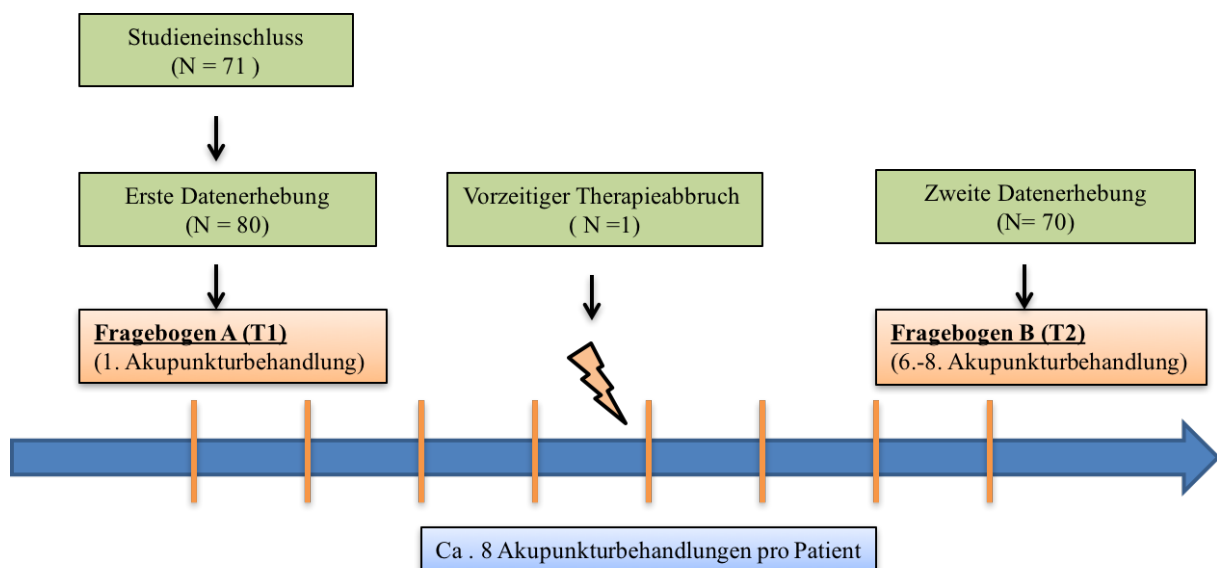 Studieneinschluss
(N = 71 )
Erste Datenerhebung
(N = 80)
Vorzeitiger Therapieabbruch
( N =1)
Zweite Datenerhebung
(N= 70)
Fragebogen A (T1)
(1. Akupunkturbehandlung)
Fragebogen B (T2)
(6.-8. Akupunkturbehandlung)
Ca . 8 Akupunkturbehandlungen pro Patient